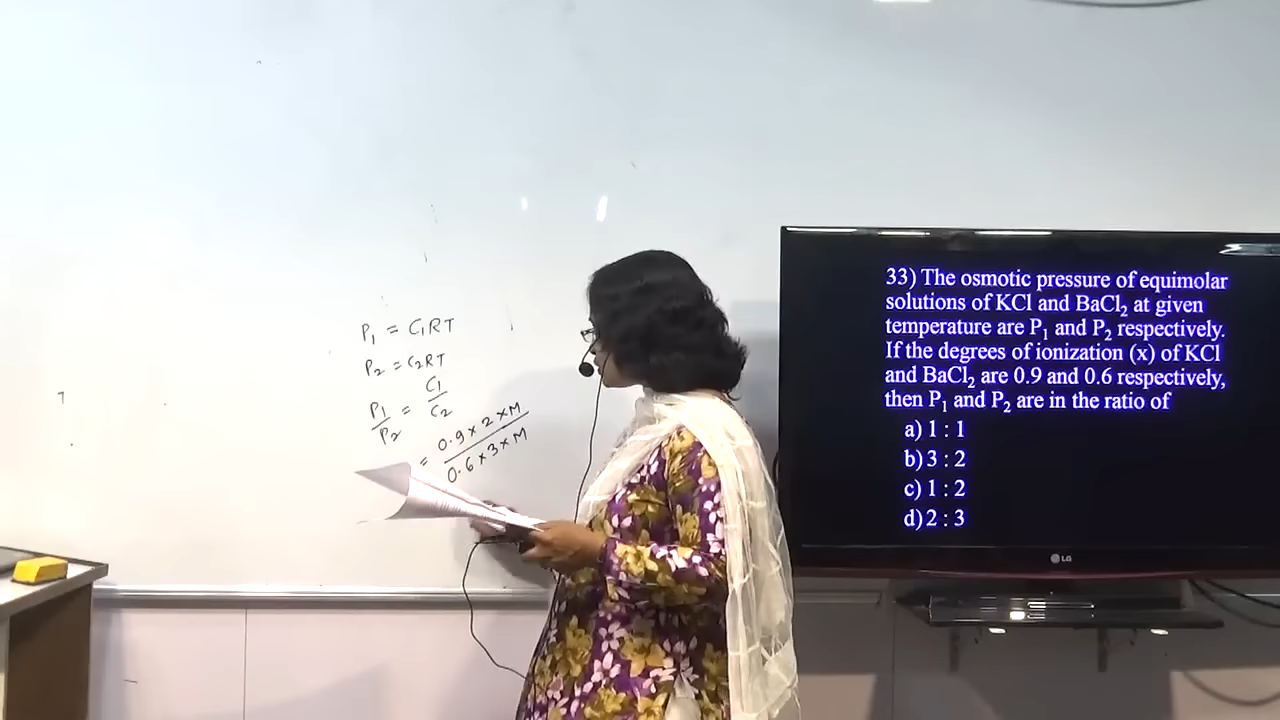 P₁ = C₁RT
P₂ = C₂RT
P₁/P₂ = C₁/C₂
= 0.9 × 2 × M / 0.6 × 3 × M
33) The osmotic pressure of equimolar
solutions of KCl and BaCl₂ at given
temperature are P₁ and P₂ respectively.
If the degrees of ionization (x) of KCl
and BaCl₂ are 0.9 and 0.6 respectively,
then P₁ and P₂ are in the ratio of
a) 1 : 1
b) 3 : 2
c) 1 : 2
d) 2 : 3
LG